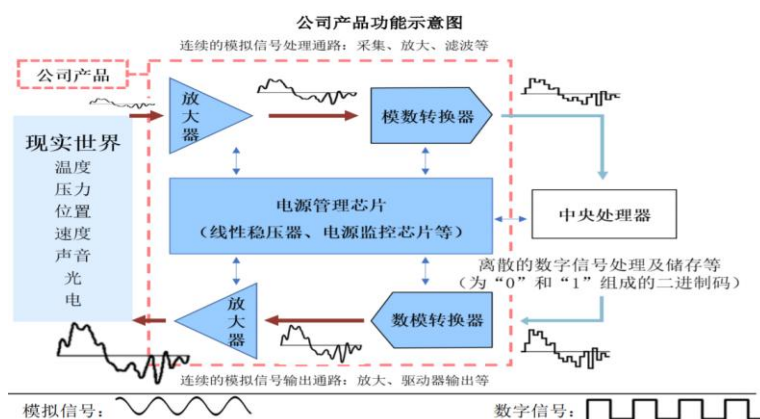 公司产品功能示意图
连续的模拟信号处理通路：采集、放大、滤波等
公司产品
放大器
模数转换器
现实世界
温度
压力
位置
速度
声音
光
电
电源管理芯片
（线性稳压器、电源监控芯片等）
中央处理器
离散的数字信号处理及储存等
（为“0”和“1”组成的二进制码）
放大器
数模转换器
连续的模拟信号输出通路：放大、驱动器输出等
模拟信号：
数字信号：